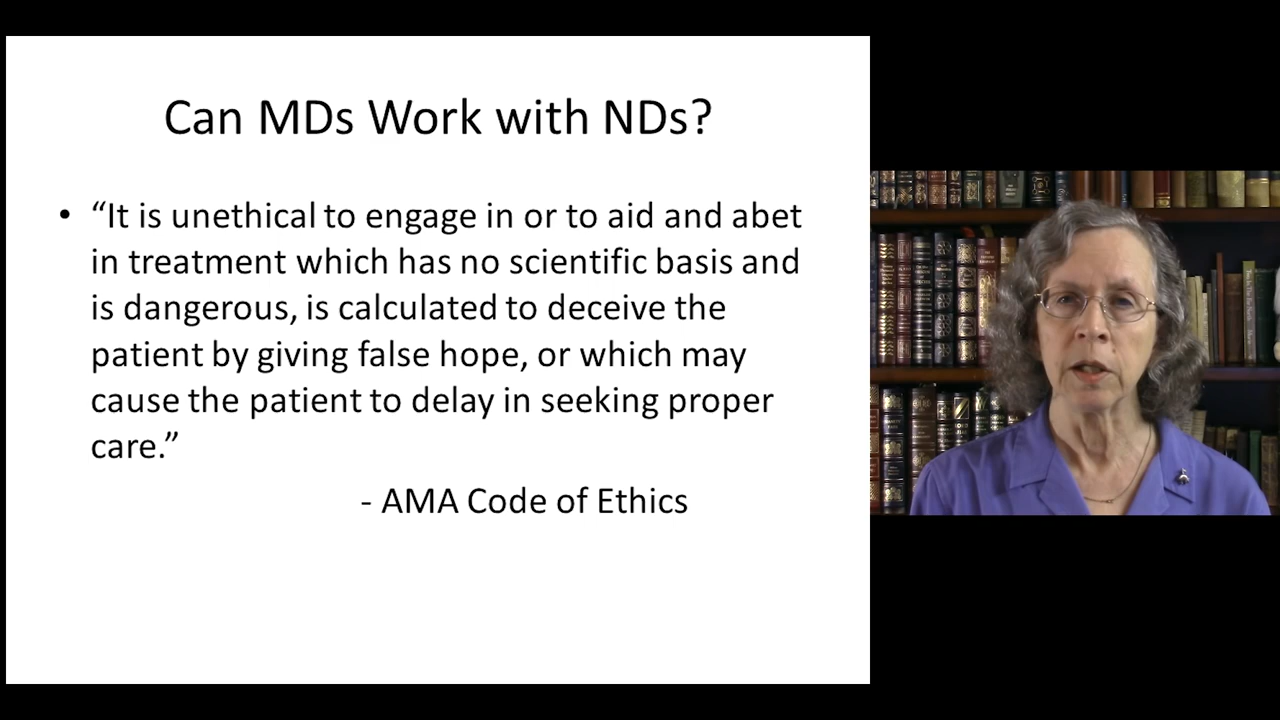 Can MDs Work with NDs?
• “It is unethical to engage in or to aid and abet
in treatment which has no scientific basis and
is dangerous, is calculated to deceive the
patient by giving false hope, or which may
cause the patient to delay in seeking proper
care.”
- AMA Code of Ethics